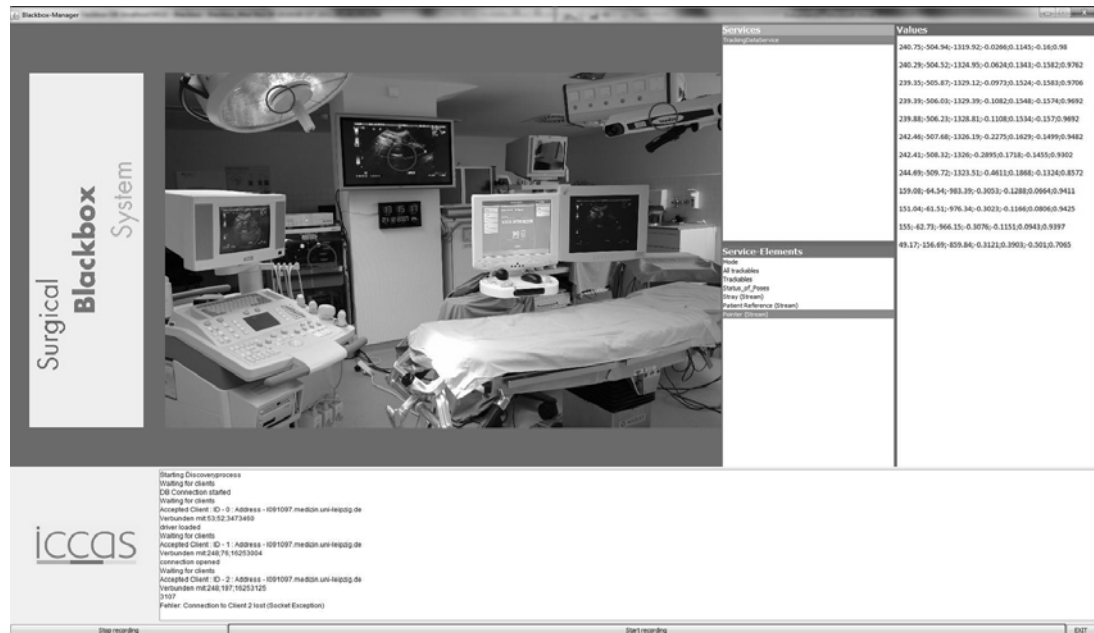 Blackbox-Manager
Surgical
Blackbox
System
Services
TrackingDataService
Service-Elements
Mode
All trackables
Trackables
Status_of_Poses
Stray (Stream)
Patient Reference (Stream)
Pointer (Stream)
Values
240.75;-504.94;-1319.92;-0.0266;0.1145;-0.16;0.98
240.29;-504.52;-1324.95;-0.0624;0.1343;-0.1582;0.9762
239.35;-505.87;-1329.12;-0.0973;0.1524;-0.1583;0.9706
239.39;-506.03;-1329.39;-0.1082;0.1548;-0.1574;0.9692
239.88;-506.23;-1328.81;-0.1108;0.1534;-0.157;0.9692
242.46;-507.68;-1326.19;-0.2275;0.1629;-0.1499;0.9482
242.41;-508.32;-1326;-0.2895;0.1718;-0.1455;0.9302
244.69;-509.72;-1323.51;-0.4611;0.1868;-0.1324;0.8572
159.08;-64.54;-983.39;-0.3053;-0.1288;0.0664;0.9411
151.04;-61.51;-976.34;-0.3023;-0.1166;0.0806;0.9425
155;-62.73;-966.15;-0.3076;-0.1151;0.0943;0.9397
49.17;-156.69;-859.84;-0.3121;0.3903;-0.501;0.7065
iccas
Starting Discoveryprocess
Waiting for clients
DB Connection started
Waiting for clients
Accepted Client : ID - 0 : Address - l091097.medizin.uni-leipzig.de
Verbunden mit:53;52;3473460
driver loaded
Waiting for clients
Accepted Client : ID - 1 : Address - l091097.medizin.uni-leipzig.de
Verbunden mit:248;76;16253004
connection opened
Waiting for clients
Accepted Client : ID - 2 : Address - l091097.medizin.uni-leipzig.de
Verbunden mit:248;197;16253125
3107
Fehler: Connection to Client 2 lost (Socket Exception)
Stop recording
Start recording
EXIT